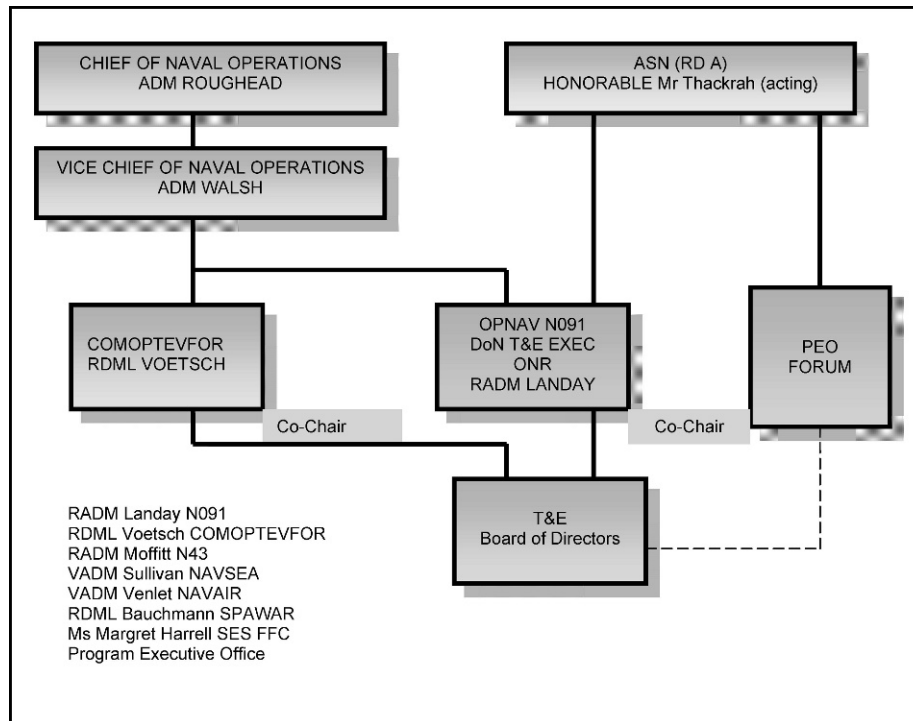 CHIEF OF NAVAL OPERATIONS
ADM ROUGHEAD
ASN (RD A)
HONORABLE Mr Thackrah (acting)
VICE CHIEF OF NAVAL OPERATIONS
ADM WALSH
COMOPTEVFOR
RDML VOETSCH
OPNAV N091
DoN T&E EXEC
ONR
RADM LANDAY
PEO
FORUM
Co-Chair
Co-Chair
T&E
Board of Directors
RADM Landay N091
RDML Voetsch COMOPTEVFOR
RADM Moffitt N43
VADM Sullivan NAVSEA
VADM Venlet NAVAIR
RDML Bauchmann SPAWAR
Ms Margret Harrell SES FFC
Program Executive Office